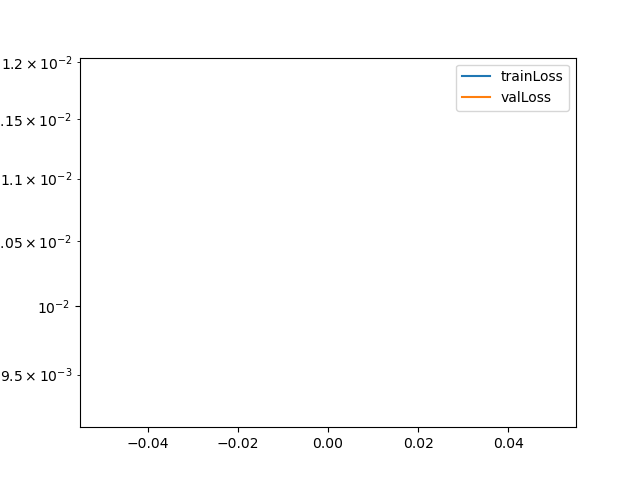 trainLoss
valLoss
1.2 × 10⁻²
.15 × 10⁻²
1.1 × 10⁻²
.05 × 10⁻²
10⁻²
9.5 × 10⁻³
−0.04
−0.02
0.00
0.02
0.04